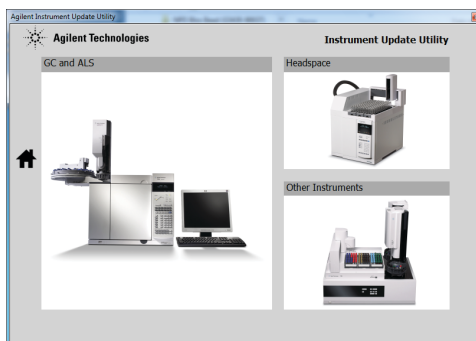 Agilent Instrument Update Utility
Agilent Technologies
Instrument Update Utility
GC and ALS
Headspace
Other Instruments